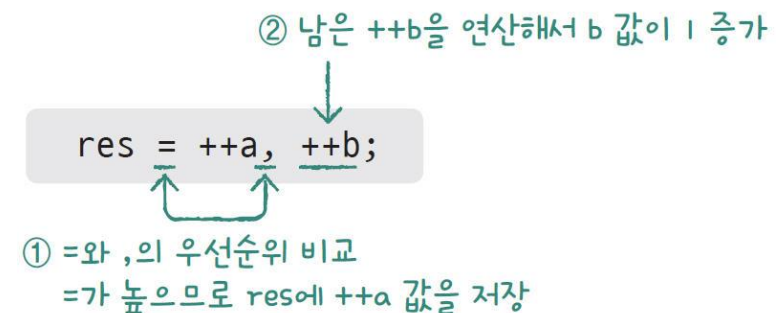 ② 남은 ++b을 연산해서 b 값이 1 증가
res = ++a, ++b;
① =와 ,의 우선순위 비교
=가 높으므로 res에 ++a 값을 저장